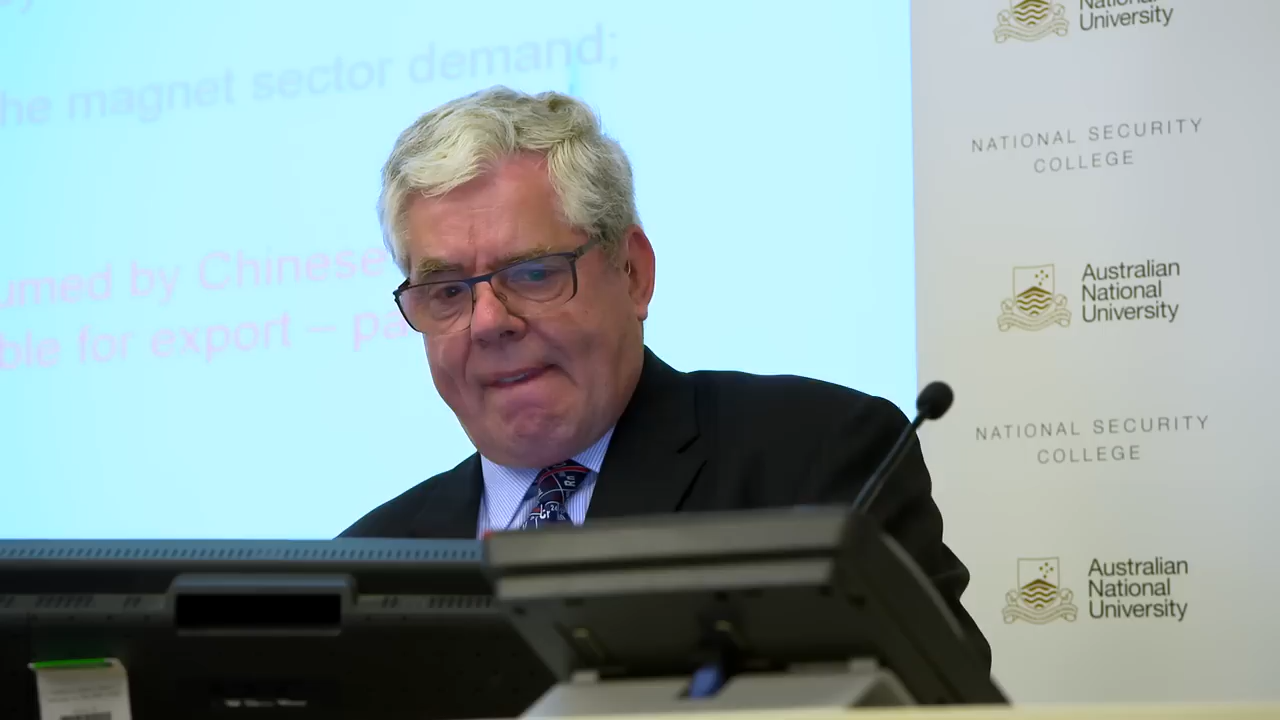 he magnet sector demand;
umed by Chinese
ble for export – pa
National
University
NATIONAL SECURITY
COLLEGE
Australian
National
University
NATIONAL SECURITY
COLLEGE
Australian
National
University